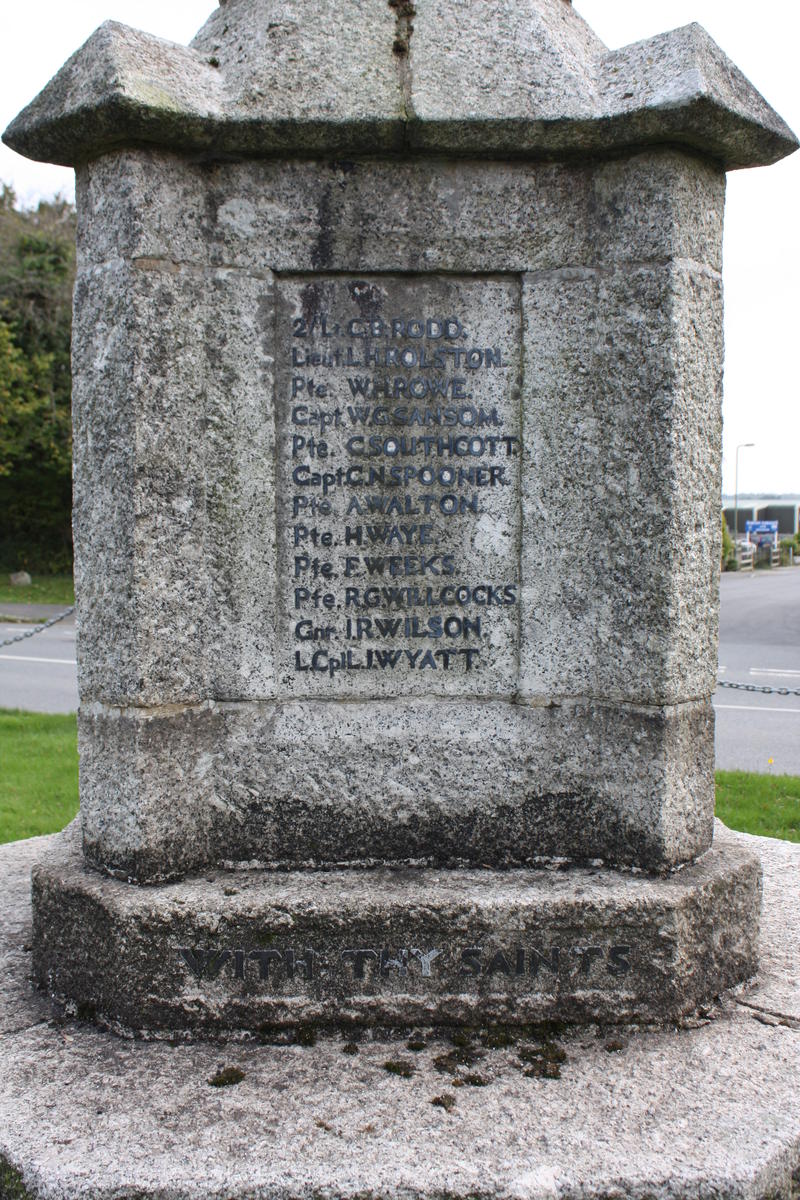 2/Lt C.B.RODD.
Lieut.L.H.ROLSTON.
Pte. W.H.ROWE.
Capt.W.G.SANSOM.
Pte. C.SOUTHCOTT.
Capt.C.N.SPOONER.
Pte. A.WALTON.
Pte. H.WAYE.
Pte. F.WEEKS.
Pte. R.G.WILLCOCKS.
Gnr. I.R.WILSON.
L.Cpl.L.J.WYATT.
WITH THY SAINTS